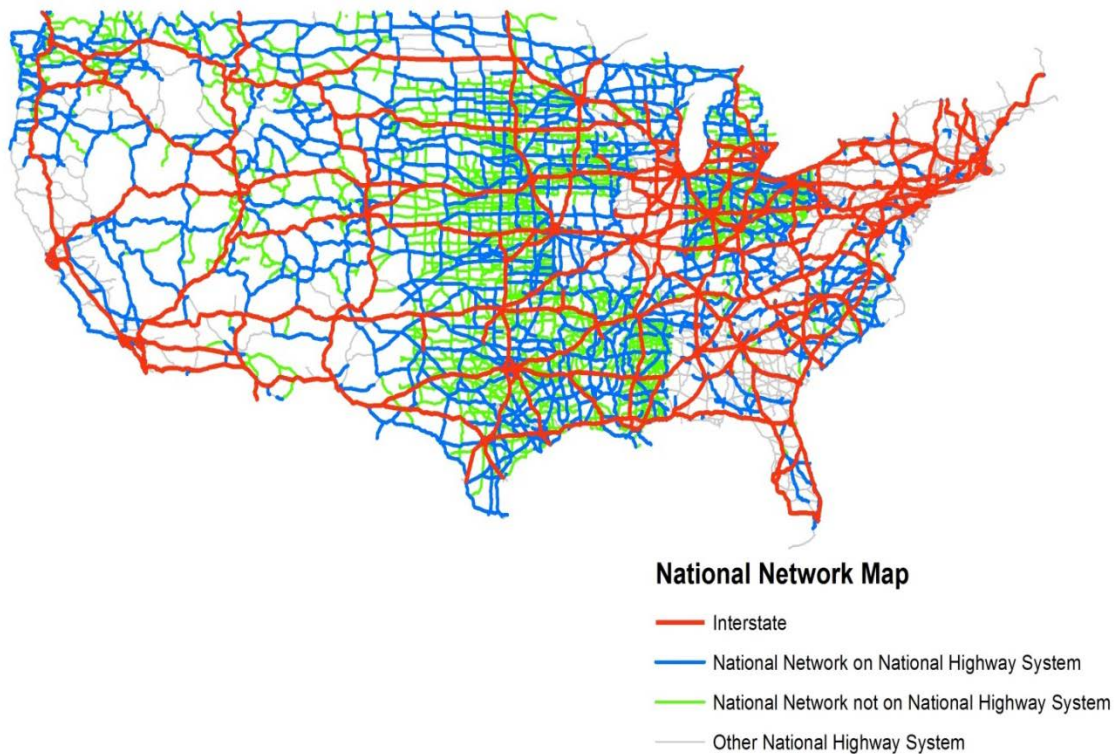 National Network Map
Interstate
National Network on National Highway System
National Network not on National Highway System
Other National Highway System